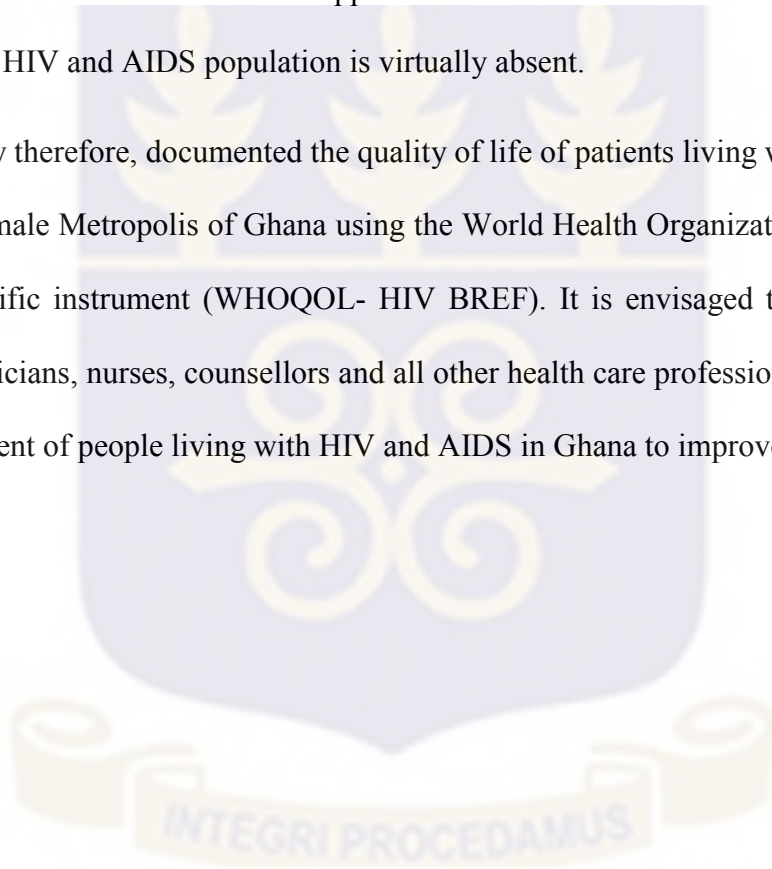 HIV and AIDS population is virtually absent.
therefore, documented the quality of life of patients living
male Metropolis of Ghana using the World Health Organizat
ific instrument (WHOQOL- HIV BREF). It is envisaged t
icians, nurses, counsellors and all other health care profession
ent of people living with HIV and AIDS in Ghana to improve
INTEGRI PROCEDAMUS